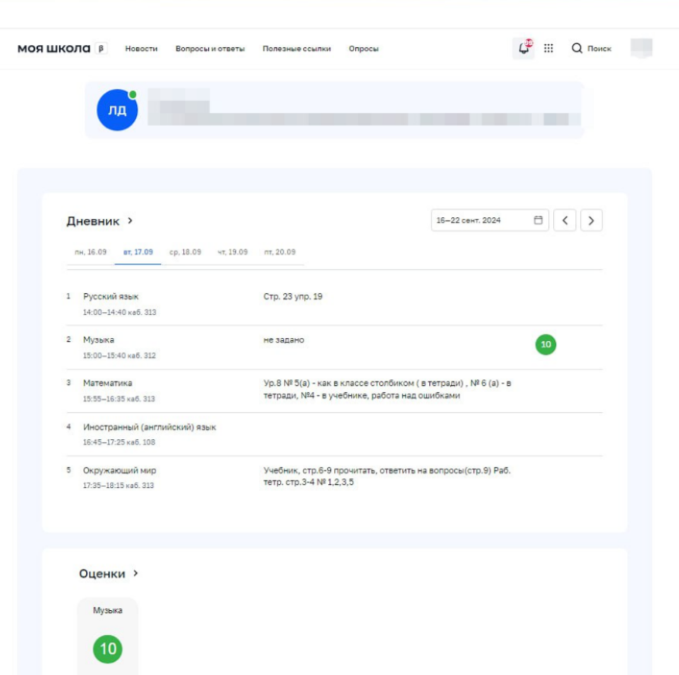 МОЯ ШКОЛА β Новости Вопросы и ответы Полезные ссылки Опросы Поиск
ЛД
Дневник
16–22 сент. 2024
пн, 16.09 вт, 17.09 ср, 18.09 чт, 19.09 пт, 20.09
1 Русский язык Стр. 23 упр. 19
14:00–14:40 каб. 313
2 Музыка не задано 10
15:00–15:40 каб. 312
3 Математика Ур.8 № 5(а) - как в классе столбиком ( в тетради) , № 6 (а) - в
15:55–16:35 каб. 313 тетради, №4 - в учебнике, работа над ошибками
4 Иностранный (английский) язык
16:45–17:25 каб. 108
5 Окружающий мир Учебник, стр.6-9 прочитать, ответить на вопросы(стр.9) Раб.
17:35–18:15 каб. 313 тетр. стр.3-4 № 1,2,3,5
Оценки
Музыка
10